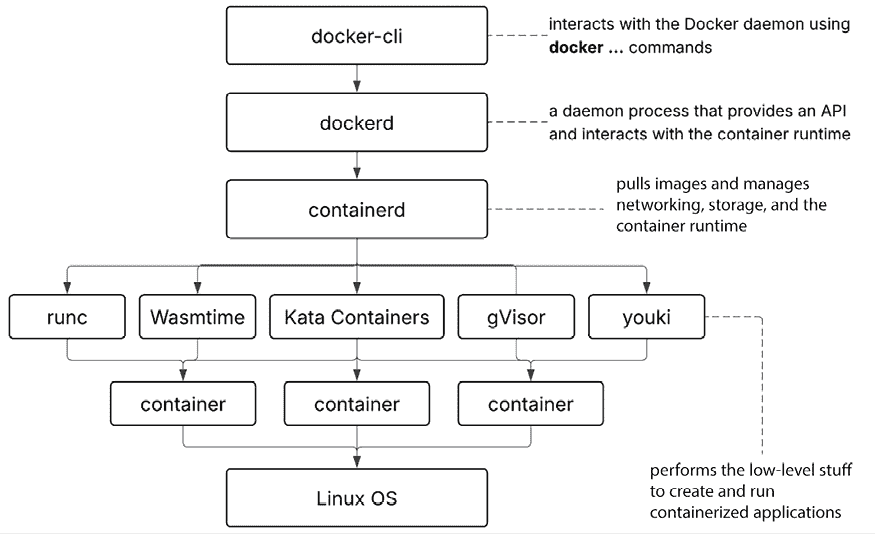 docker-cli
interacts with the Docker daemon using
docker ... commands
dockerd
a daemon process that provides an API
and interacts with the container runtime
containerd
pulls images and manages
networking, storage, and the
container runtime
runc
Wasmtime
Kata Containers
gVisor
youki
container
container
container
performs the low-level stuff
to create and run
containerized applications
Linux OS